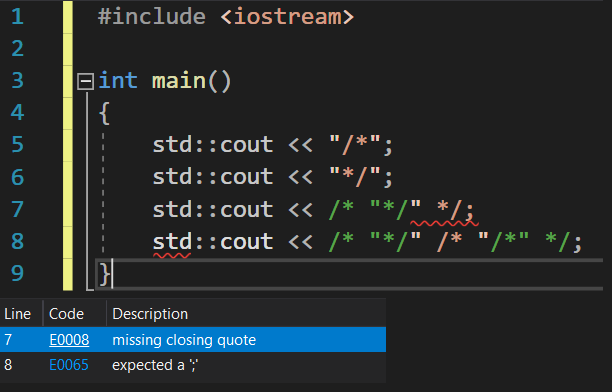 1 #include <iostream>
2
3 int main()
4 {
5 std::cout << "/*";
6 std::cout << "*/";
7 std::cout << /* "*/" */;
8 std::cout << /* "*/" /* "/*" */;
9 }
Line Code Description
7 E0008 missing closing quote
8 E0065 expected a ';'